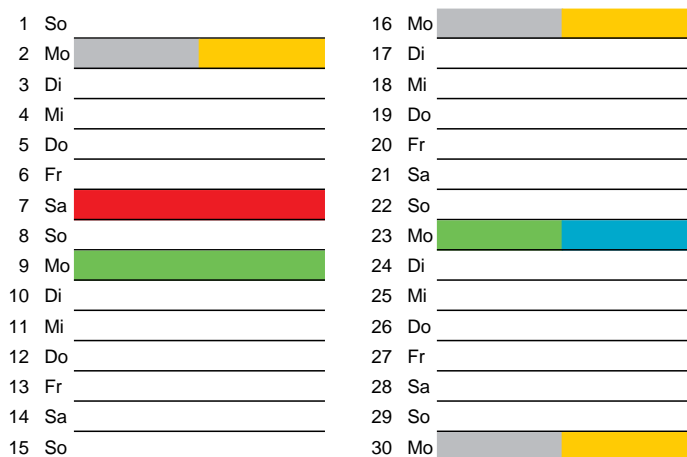 1 So
2 Mo
3 Di
4 Mi
5 Do
6 Fr
7 Sa
8 So
9 Mo
10 Di
11 Mi
12 Do
13 Fr
14 Sa
15 So
16 Mo
17 Di
18 Mi
19 Do
20 Fr
21 Sa
22 So
23 Mo
24 Di
25 Mi
26 Do
27 Fr
28 Sa
29 So
30 Mo